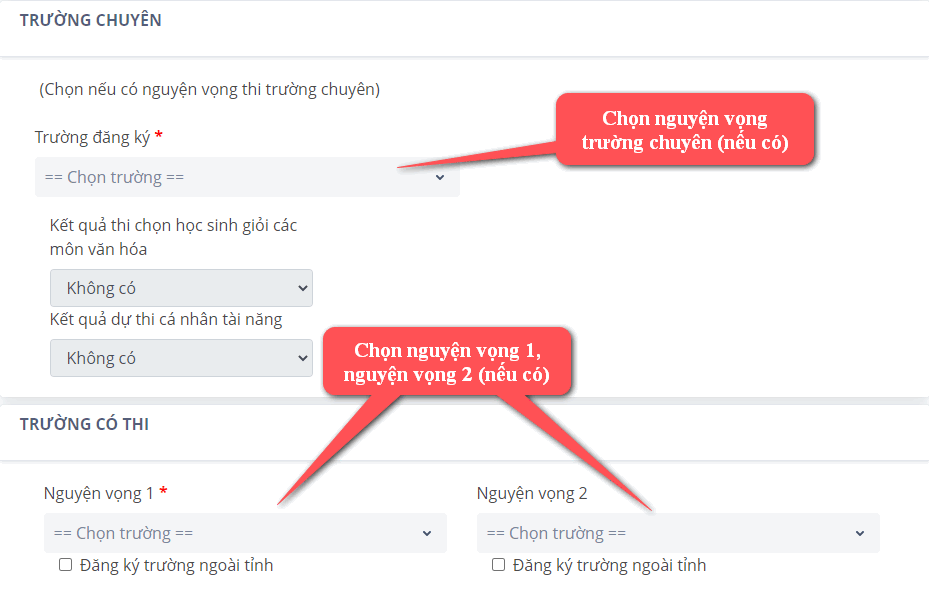 TRƯỜNG CHUYÊN
(Chọn nếu có nguyện vọng thi trường chuyên)
Chọn nguyện vọng
trường chuyên (nếu có)
Trường đăng ký *
== Chọn trường ==
Kết quả thi chọn học sinh giỏi các
môn văn hóa
Không có
Kết quả dự thi cá nhân tài năng
Không có
Chọn nguyện vọng 1,
nguyện vọng 2 (nếu có)
TRƯỜNG CÓ THI
Nguyện vọng 1 *
Nguyện vọng 2
== Chọn trường ==
== Chọn trường ==
Đăng ký trường ngoài tỉnh
Đăng ký trường ngoài tỉnh